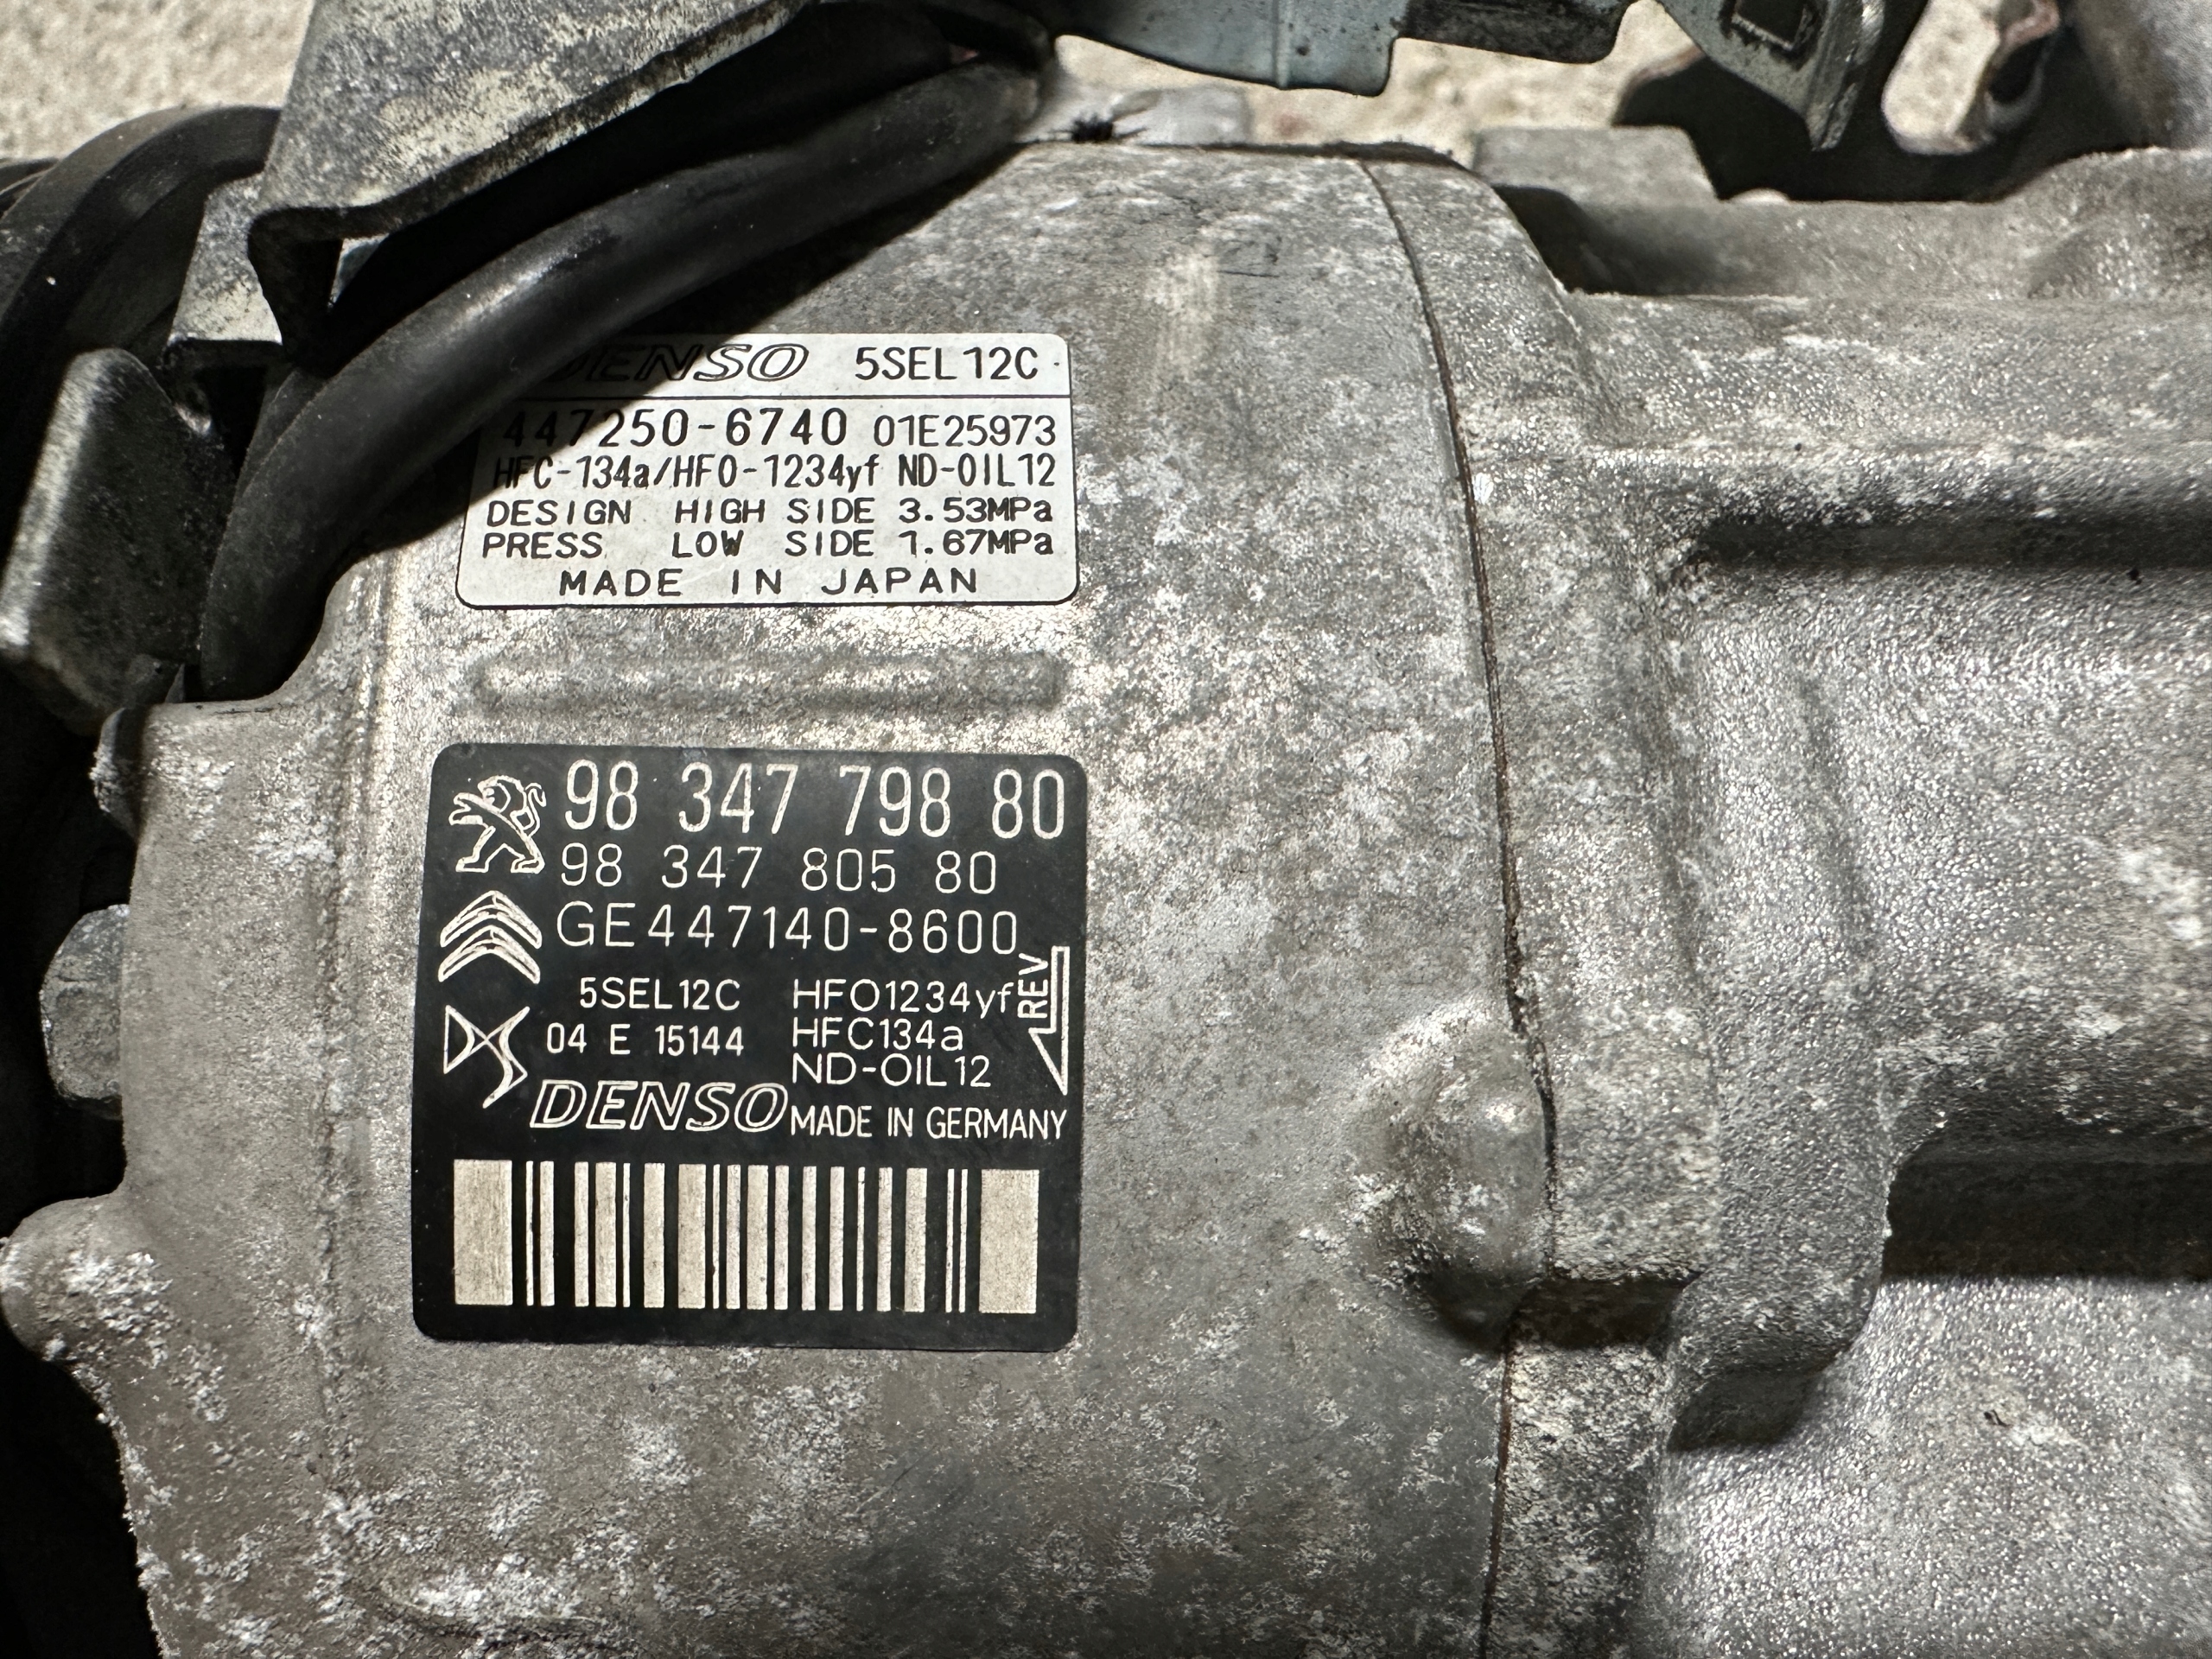 DENSO 5SEL12C
447250-6740 01E25973
HFC-134a/HFO-1234yf ND-OIL12
DESIGN HIGH SIDE 3.53MPa
PRESS LOW SIDE 1.67MPa
MADE IN JAPAN
98 347 798 80
98 347 805 80
GE447140-8600
REV
5SEL12C HFO1234yf
04 E 15144 HFC134a
ND-OIL12
DENSO MADE IN GERMANY